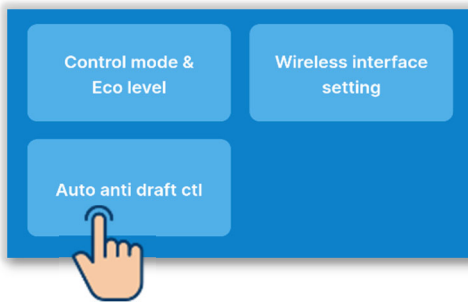 Control mode &
Eco level
Wireless interface
setting
Auto anti draft ctl